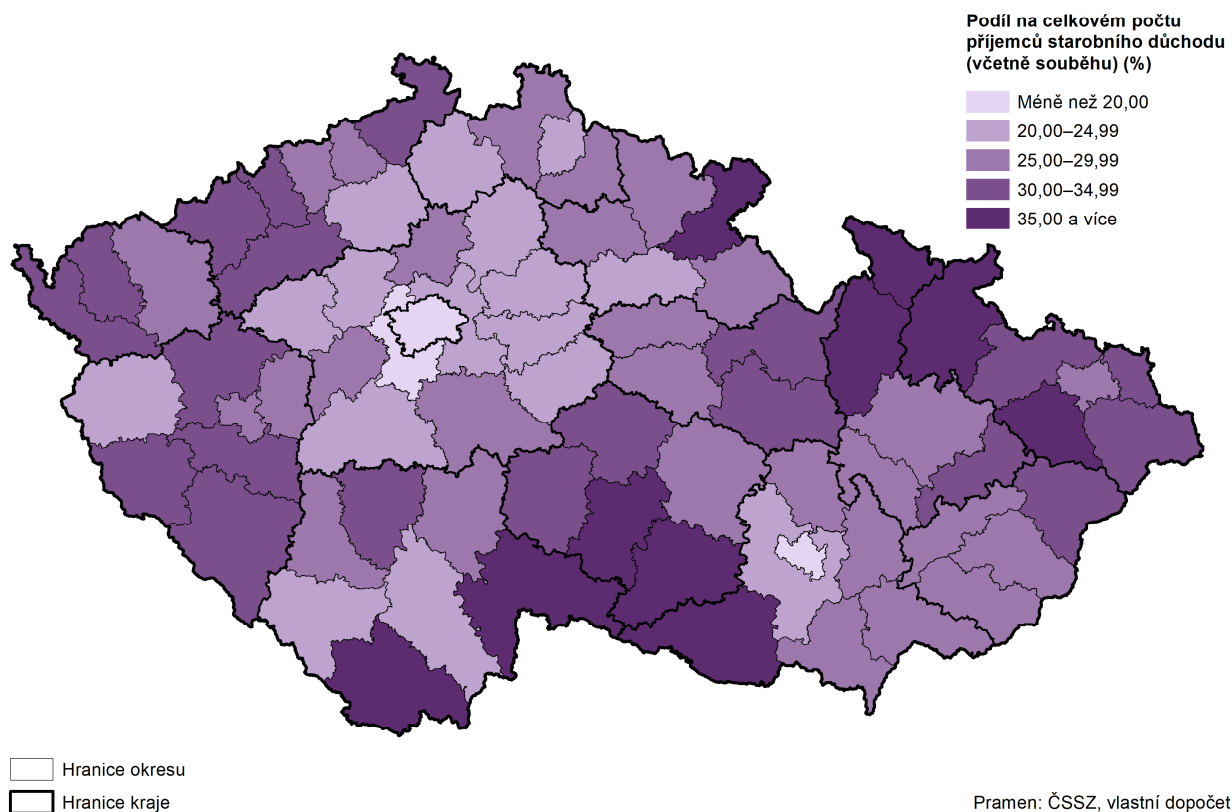 Podíl na celkovém počtu
příjemců starobního důchodu
(včetně souběhu) (%)
Méně než 20,00
20,00–24,99
25,00–29,99
30,00–34,99
35,00 a více
Hranice okresu
Hranice kraje
Pramen: ČSSZ, vlastní dopočet